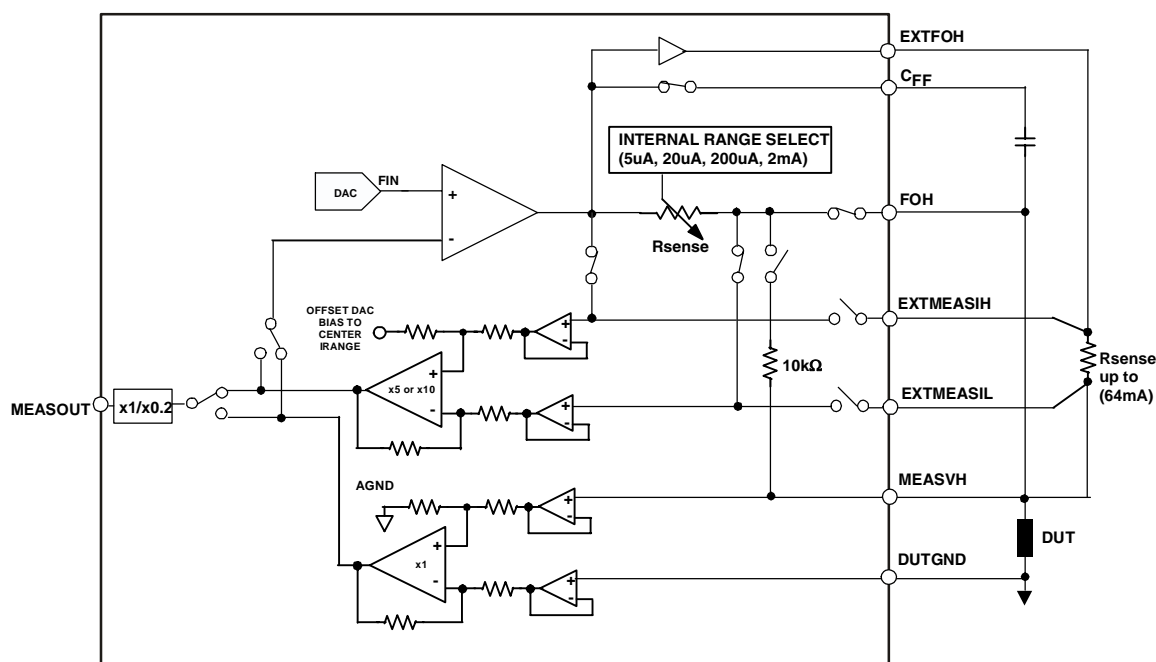 EXTFOH
CFF
INTERNAL RANGE SELECT
(5uA, 20uA, 200uA, 2mA)
DAC
FIN
+
-
FOH
Rsense
OFFSET DAC
BIAS TO
CENTER
IRANGE
+
-
EXTMEASIH
+
x5 or x10
-
10kΩ
Rsense
up to
(64mA)
MEASOUT
x1/x0.2
+
-
EXTMEASIL
AGND
+
-
MEASVH
+
x1
-
DUT
+
-
DUTGND